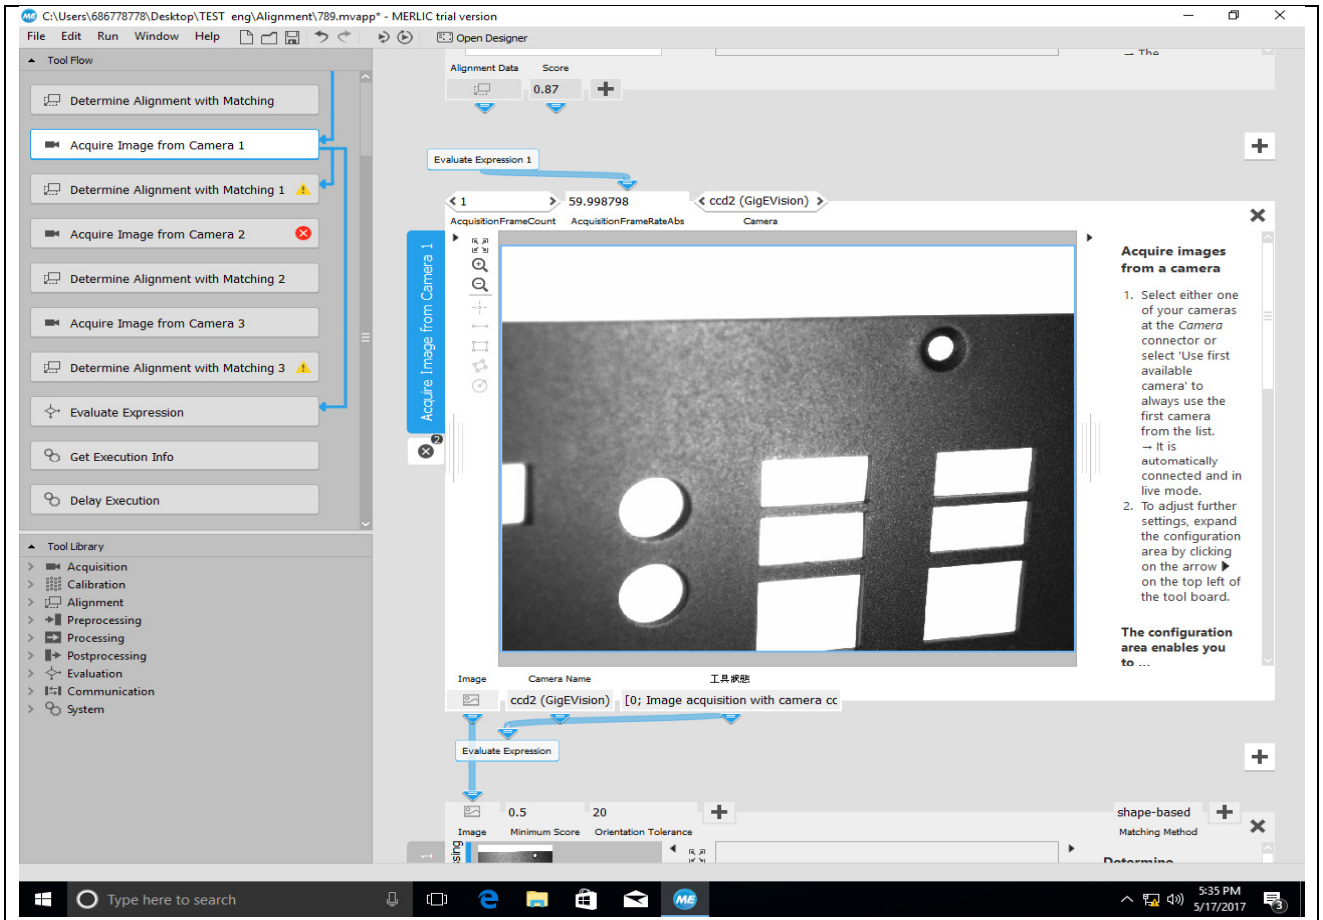 C:\Users\686778778\Desktop\TEST eng\Alignment\789.mvapp* - MERLIC trial version
File Edit Run Window Help
Open Designer
Tool Flow
Determine Alignment with Matching
Acquire Image from Camera 1
Determine Alignment with Matching 1
Acquire Image from Camera 2
Determine Alignment with Matching 2
Acquire Image from Camera 3
Determine Alignment with Matching 3
Evaluate Expression
Get Execution Info
Delay Execution
Tool Library
Acquisition
Calibration
Alignment
Preprocessing
Processing
Postprocessing
Evaluation
Communication
System
→ The
Alignment Data Score
0.87
Evaluate Expression 1
1 59.998798 ccd2 (GigEVision)
AcquisitionFrameCount AcquisitionFrameRateAbs Camera
Acquire Image from Camera 1
2
Acquire images
from a camera
1. Select either one
of your cameras
at the Camera
connector or
select 'Use first
available
camera' to
always use the
first camera
from the list.
→ It is
automatically
connected and in
live mode.
2. To adjust further
settings, expand
the configuration
area by clicking
on the arrow ▶
on the top left of
the tool board.
The configuration
area enables you
to ...
Image Camera Name 工具狀態
ccd2 (GigEVision) [0; Image acquisition with camera cc
Evaluate Expression
0.5 20 shape-based
Image Minimum Score Orientation Tolerance Matching Method
1
Determine
Type here to search
ME
5:35 PM
5/17/2017
3